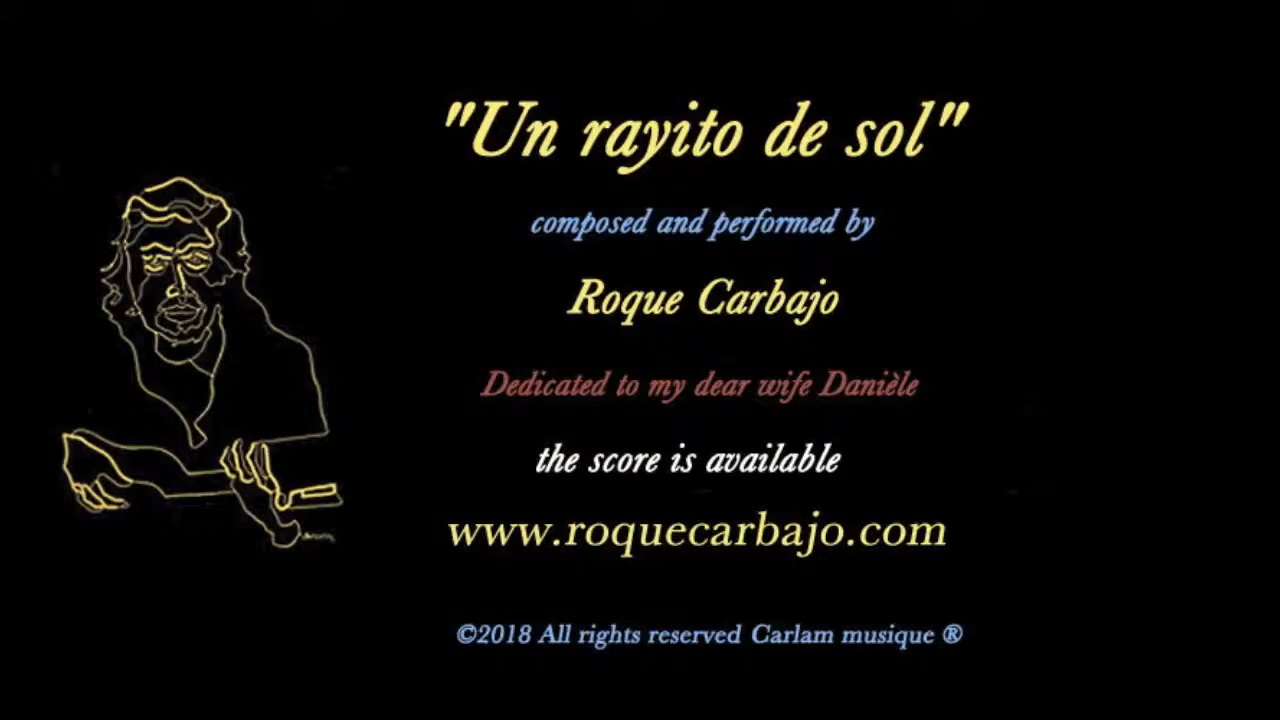 "Un rayito de sol"
composed and performed by
Roque Carbajo
Dedicated to my dear wife Danièle
the score is available
www.roquecarbajo.com
©2018 All rights reserved Carlam musique ®